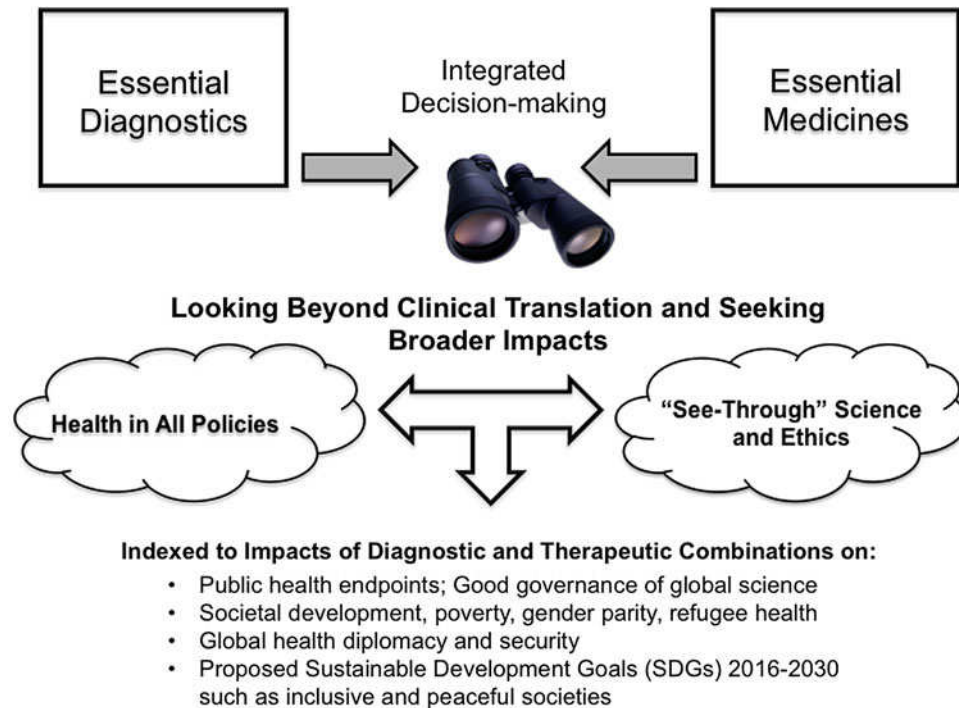 Essential
Diagnostics
Integrated
Decision-making
Essential
Medicines
Looking Beyond Clinical Translation and Seeking
Broader Impacts
Health in All Policies
“See-Through” Science
and Ethics
Indexed to Impacts of Diagnostic and Therapeutic Combinations on:
• Public health endpoints; Good governance of global science
• Societal development, poverty, gender parity, refugee health
• Global health diplomacy and security
• Proposed Sustainable Development Goals (SDGs) 2016-2030
such as inclusive and peaceful societies